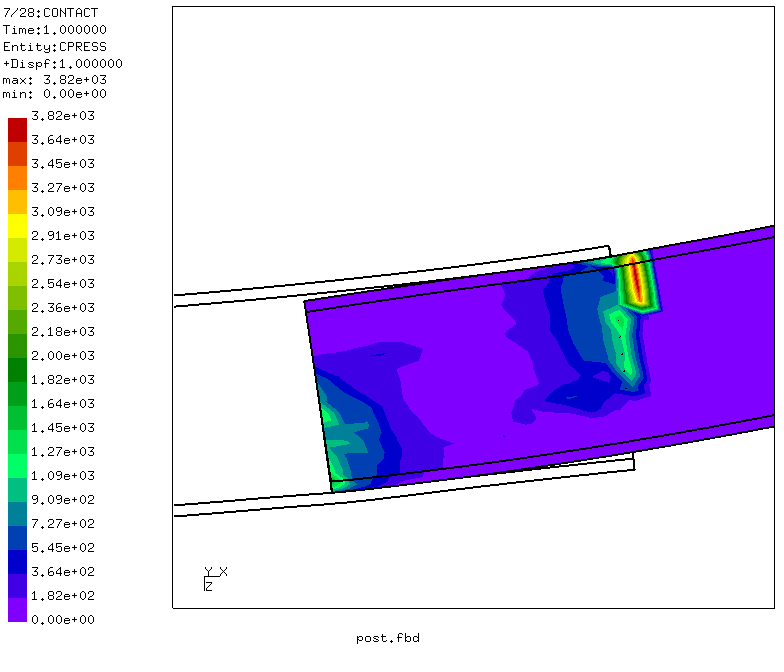 7/28:CONTACT
Time:1.000000
Entity:CPRESS
+Dispf:1.000000
max: 3.82e+03
min: 0.00e+00
3.82e+03
3.64e+03
3.45e+03
3.27e+03
3.09e+03
2.91e+03
2.73e+03
2.54e+03
2.36e+03
2.18e+03
2.00e+03
1.82e+03
1.64e+03
1.45e+03
1.27e+03
1.09e+03
9.09e+02
7.27e+02
5.45e+02
3.64e+02
1.82e+02
0.00e+00
Y X
Z
post.fbd